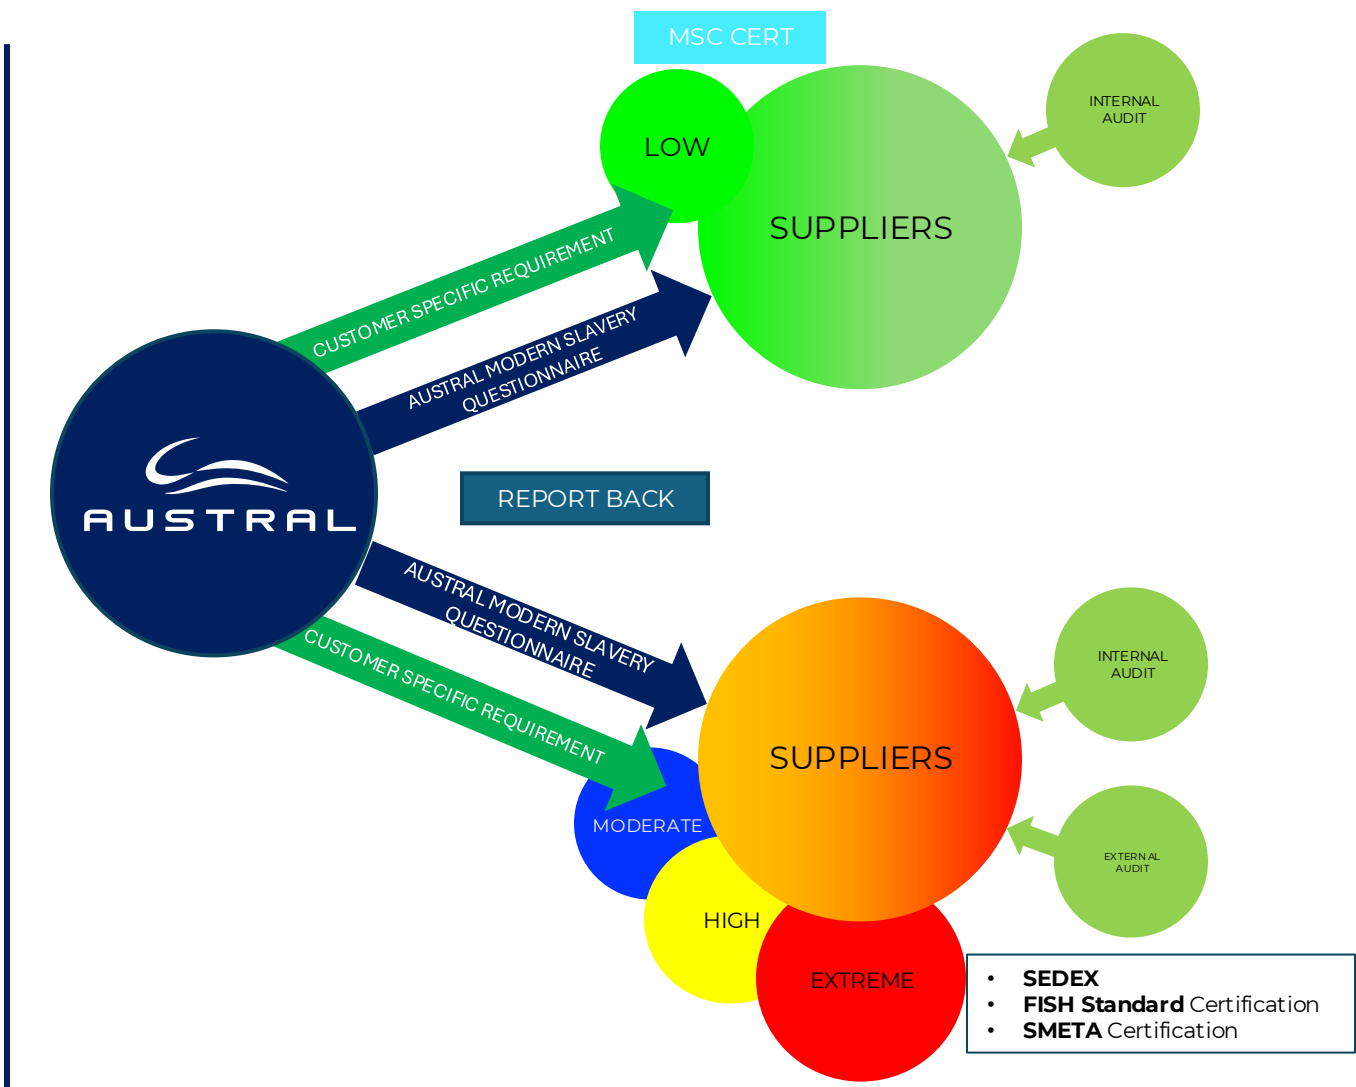 MSC CERT
LOW
SUPPLIERS
INTERNAL
AUDIT
CUSTOMER SPECIFIC REQUIREMENT
AUSTRAL MODERN SLAVERY
QUESTIONNAIRE
AUSTRAL
REPORT BACK
AUSTRAL MODERN SLAVERY
QUESTIONNAIRE
CUSTOMER SPECIFIC REQUIREMENT
SUPPLIERS
INTERNAL
AUDIT
MODERATE
HIGH
EXTREME
EXTERNAL
AUDIT
• SEDEX
• FISH Standard Certification
• SMETA Certification